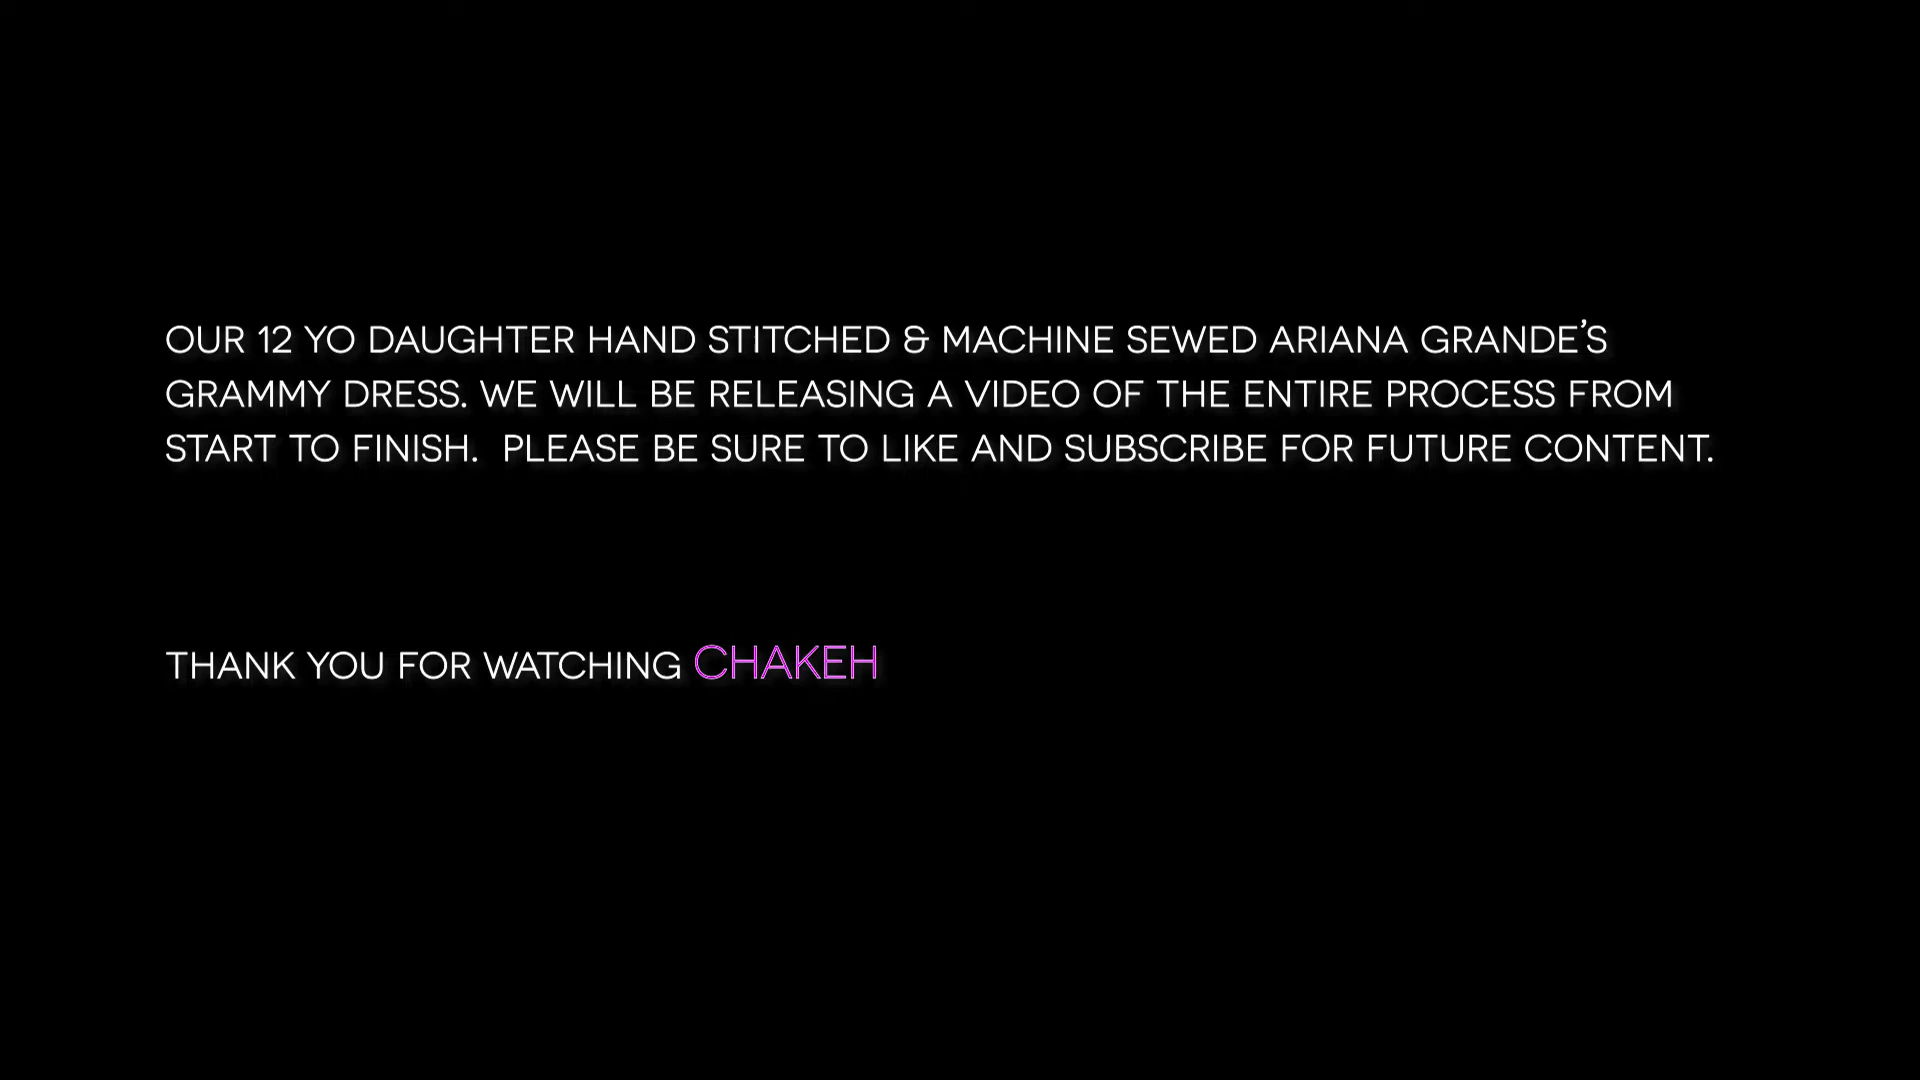 OUR 12 YO DAUGHTER HAND STITCHED & MACHINE SEWED ARIANA GRANDE’S
GRAMMY DRESS. WE WILL BE RELEASING A VIDEO OF THE ENTIRE PROCESS FROM
START TO FINISH.  PLEASE BE SURE TO LIKE AND SUBSCRIBE FOR FUTURE CONTENT.
THANK YOU FOR WATCHING CHAKEH